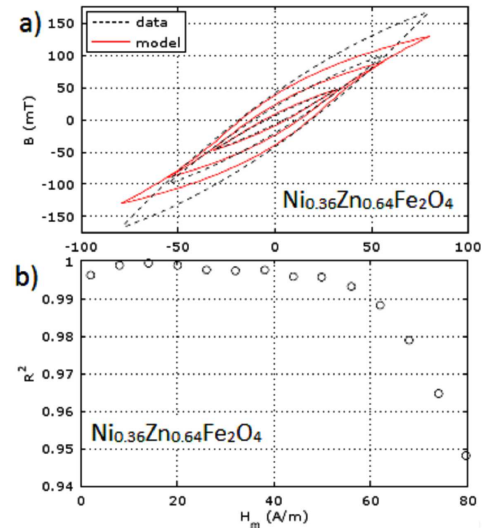 a)
150
100
50
0
-50
-100
-150
B (mT)
data
model
Ni0.36Zn0.64Fe2O4
-100
-50
0
50
100
b)
1
0.99
0.98
0.97
0.96
0.95
0.94
R2
Ni0.36Zn0.64Fe2O4
0
20
40
60
80
Hm (A/m)